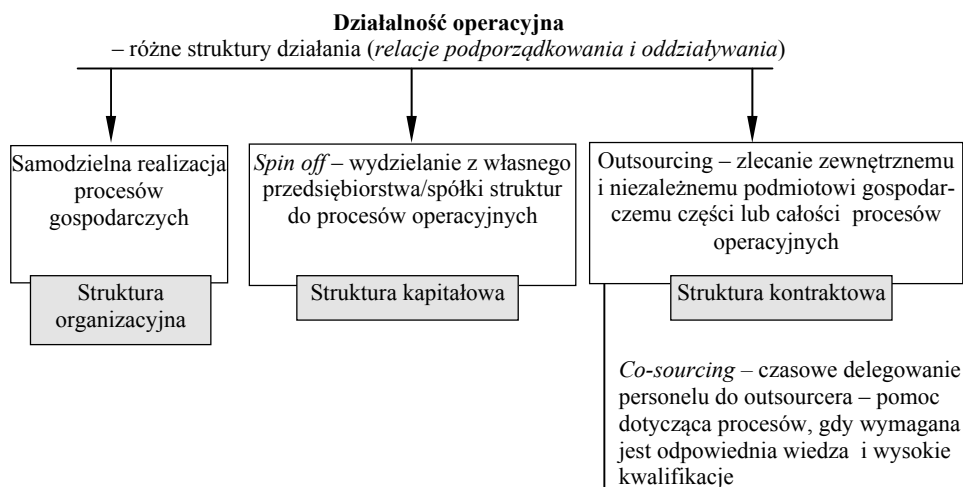 Działalność operacyjna
– różne struktury działania (relacje podporządkowania i oddziaływania)
Samodzielna realizacja
procesów
gospodarczych
Struktura
organizacyjna
Spin off – wydzielanie z własnego
przedsiębiorstwa/spółki struktur
do procesów operacyjnych
Struktura kapitałowa
Outsourcing – zlecanie zewnętrznemu
i niezależnemu podmiotowi gospodar-
czemu części lub całości procesów
operacyjnych
Struktura kontraktowa
Co-sourcing – czasowe delegowanie
personelu do outsourcera – pomoc
dotycząca procesów, gdy wymagana
jest odpowiednia wiedza i wysokie
kwalifikacje